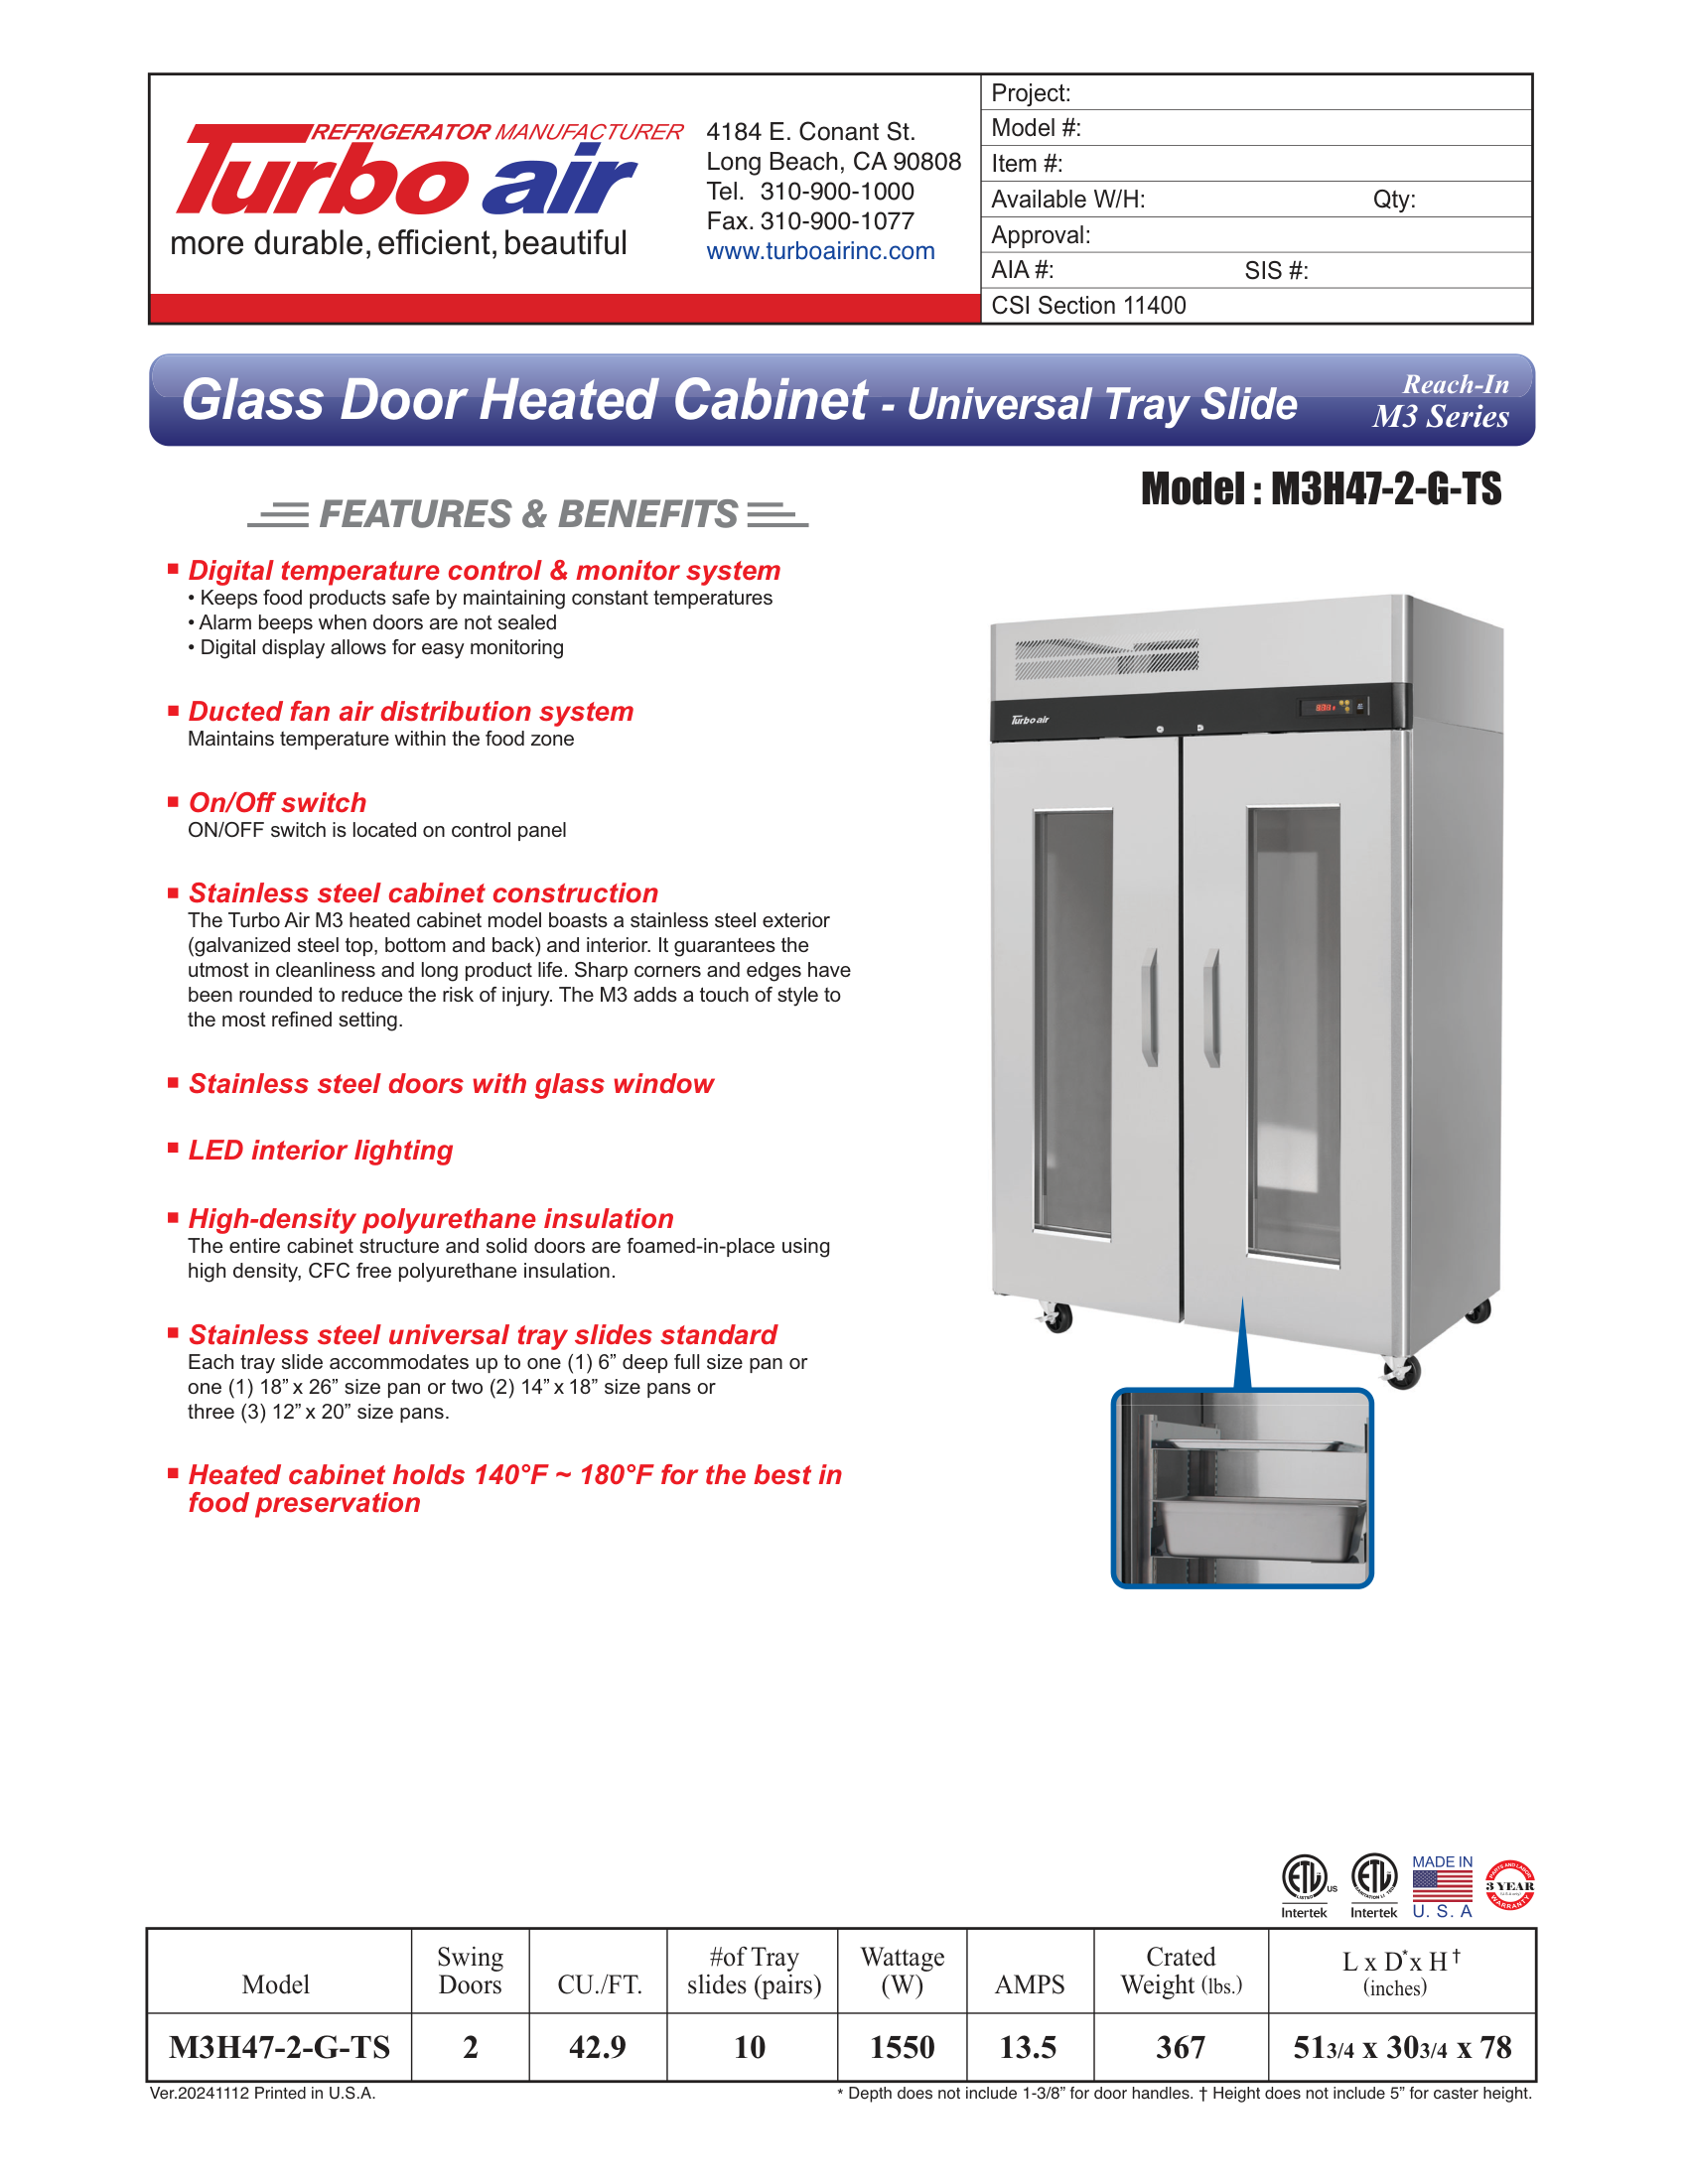 REFRIGERATOR MANUFACTURER
Turbo air
more durable, efficient, beautiful
4184 E. Conant St.
Long Beach, CA 90808
Tel. 310-900-1000
Fax. 310-900-1077
www.turboairinc.com
Project:
Model #:
Item #:
Available W/H: Qty:
Approval:
AIA #: SIS #:
CSI Section 11400
Glass Door Heated Cabinet - Universal Tray Slide
Reach-In
M3 Series
Model : M3H47-2-G-TS
FEATURES & BENEFITS
Digital temperature control & monitor system
• Keeps food products safe by maintaining constant temperatures
• Alarm beeps when doors are not sealed
• Digital display allows for easy monitoring
Ducted fan air distribution system
Maintains temperature within the food zone
On/Off switch
ON/OFF switch is located on control panel
Stainless steel cabinet construction
The Turbo Air M3 heated cabinet model boasts a stainless steel exterior
(galvanized steel top, bottom and back) and interior. It guarantees the
utmost in cleanliness and long product life. Sharp corners and edges have
been rounded to reduce the risk of injury. The M3 adds a touch of style to
the most refined setting.
Stainless steel doors with glass window
LED interior lighting
High-density polyurethane insulation
The entire cabinet structure and solid doors are foamed-in-place using
high density, CFC free polyurethane insulation.
Stainless steel universal tray slides standard
Each tray slide accommodates up to one (1) 6” deep full size pan or
one (1) 18” x 26” size pan or two (2) 14” x 18” size pans or
three (3) 12” x 20” size pans.
Heated cabinet holds 140°F ~ 180°F for the best in
food preservation
Turbo air
ETL LISTED US
Intertek
ETL
Intertek
MADE IN
U. S. A
PARTS AND LABOR
3 YEAR
WARRANTY
Model
Swing
Doors
CU./FT.
#of Tray
slides (pairs)
Wattage
(W)
AMPS
Crated
Weight (lbs.)
L x D* x H†
(inches)
M3H47-2-G-TS 2 42.9 10 1550 13.5 367 51 3/4 x 30 3/4 x 78
Ver.20241112 Printed in U.S.A.
* Depth does not include 1-3/8” for door handles. † Height does not include 5” for caster height.